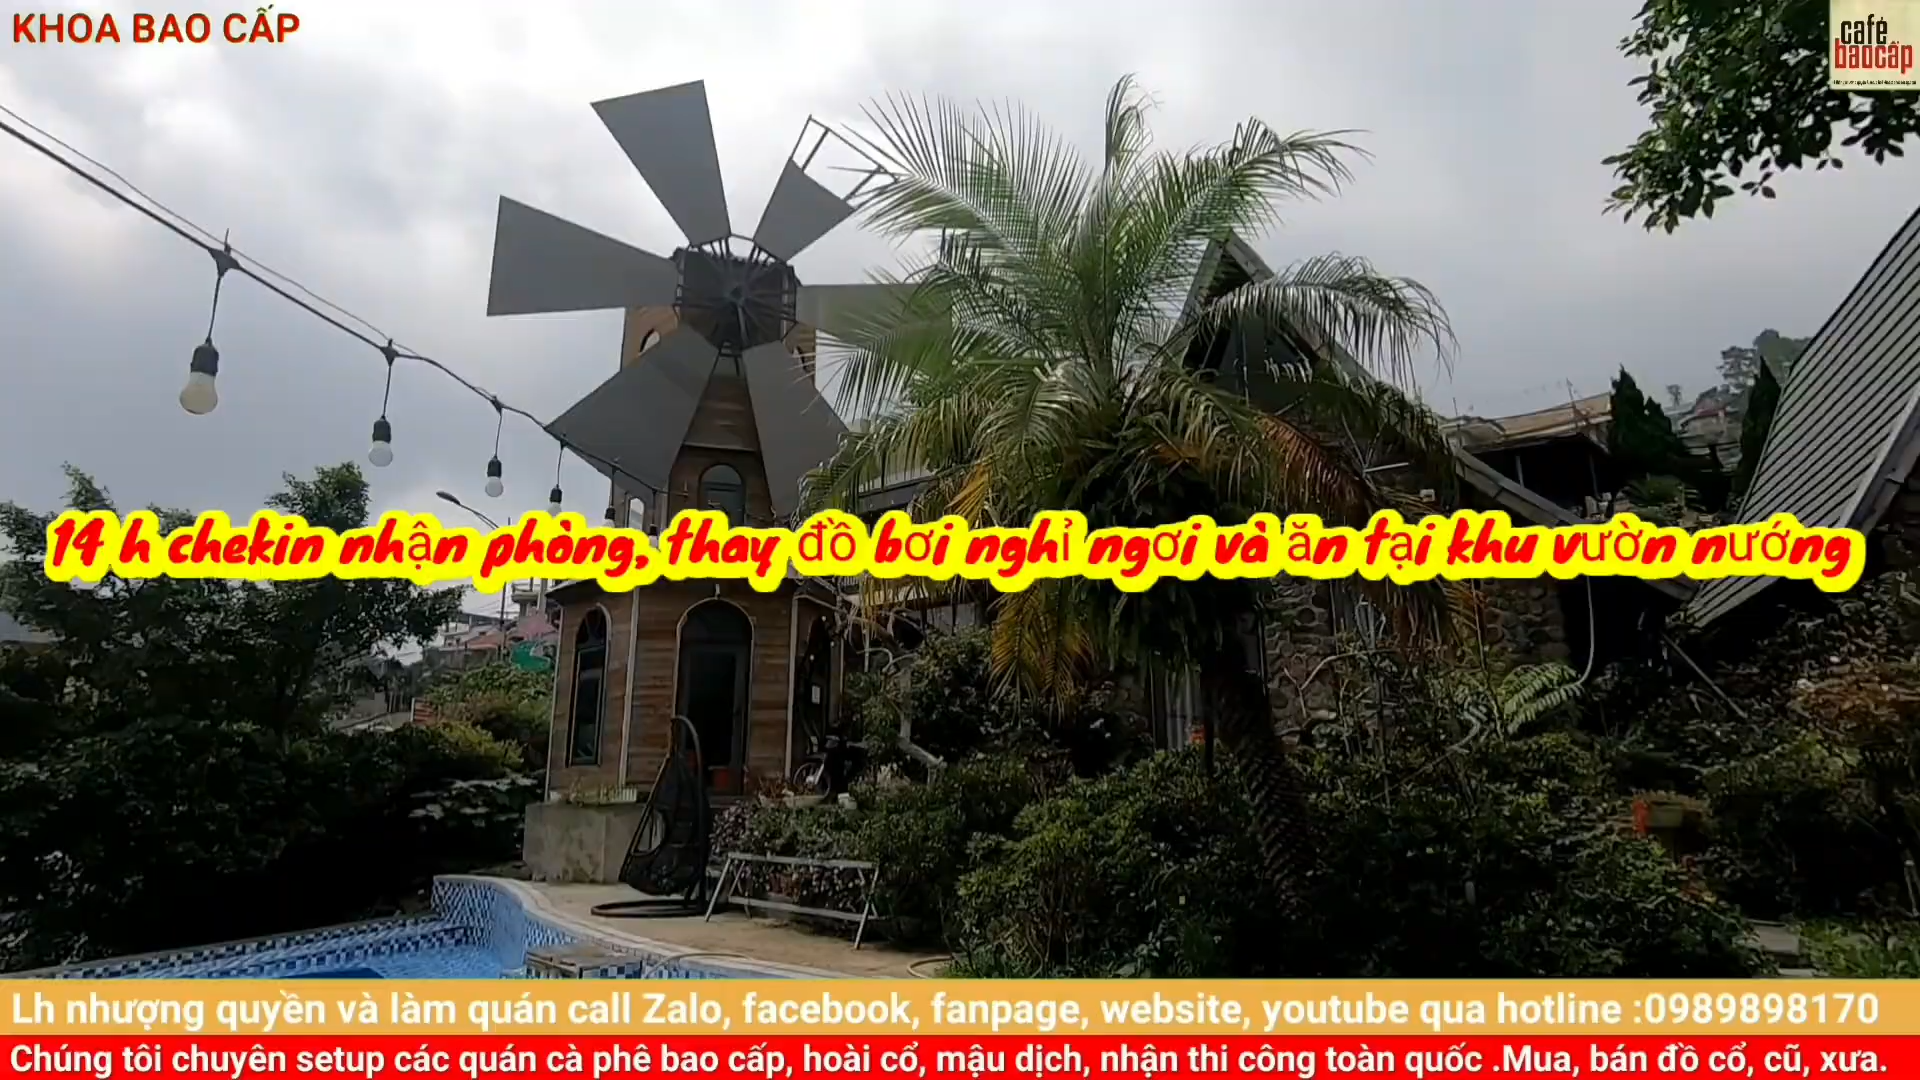 KHOA BAO CẤP
café
baocấp
14 h chekin nhận phòng, thay đồ bơi nghỉ ngơi và ăn tại khu vườn nướng
Lh nhượng quyền và làm quán call Zalo, facebook, fanpage, website, youtube qua hotline :0989898170
Chúng tôi chuyên setup các quán cà phê bao cấp, hoài cổ, mậu dịch, nhận thi công toàn quốc .Mua, bán đồ cổ, cũ, xưa.